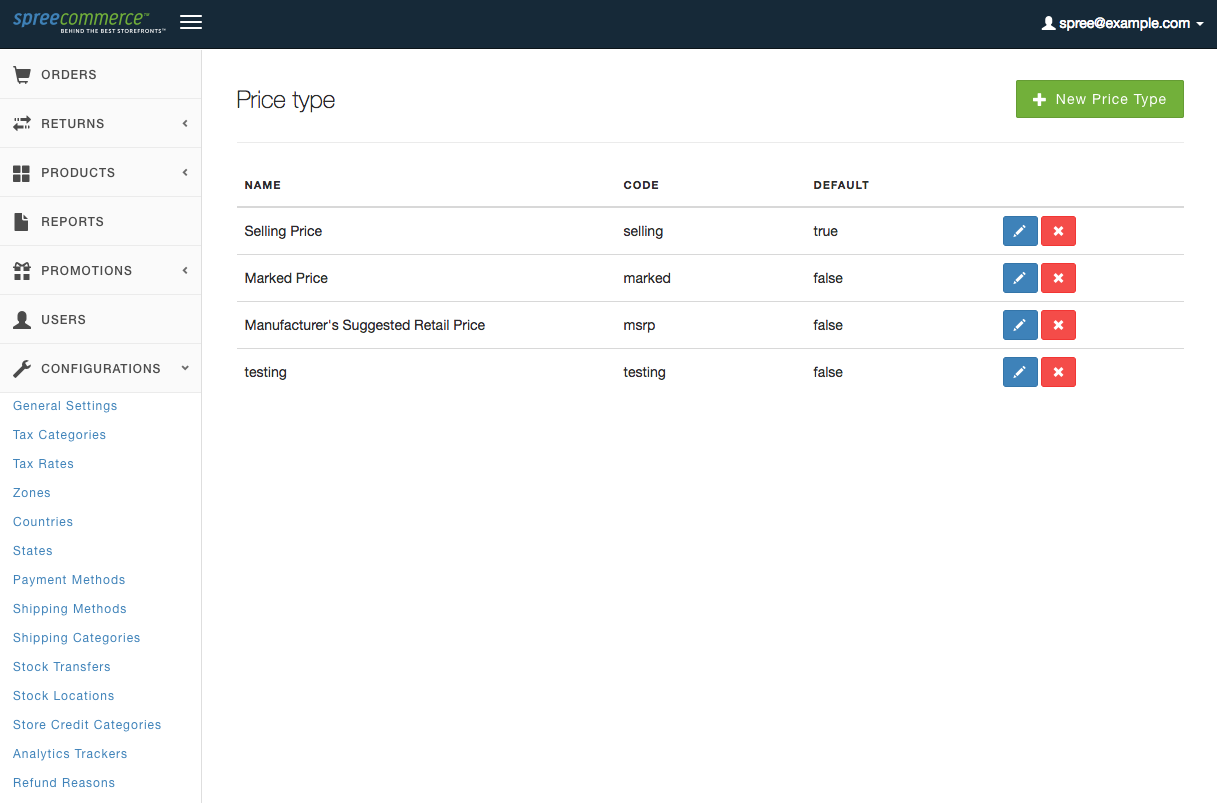 spreecommerce™
BEHIND THE BEST STOREFRONTS™
spree@example.com
ORDERS
RETURNS
PRODUCTS
REPORTS
PROMOTIONS
USERS
CONFIGURATIONS
General Settings
Tax Categories
Tax Rates
Zones
Countries
States
Payment Methods
Shipping Methods
Shipping Categories
Stock Transfers
Stock Locations
Store Credit Categories
Analytics Trackers
Refund Reasons
Price type
New Price Type
NAME CODE DEFAULT
Selling Price selling true
Marked Price marked false
Manufacturer's Suggested Retail Price msrp false
testing testing false